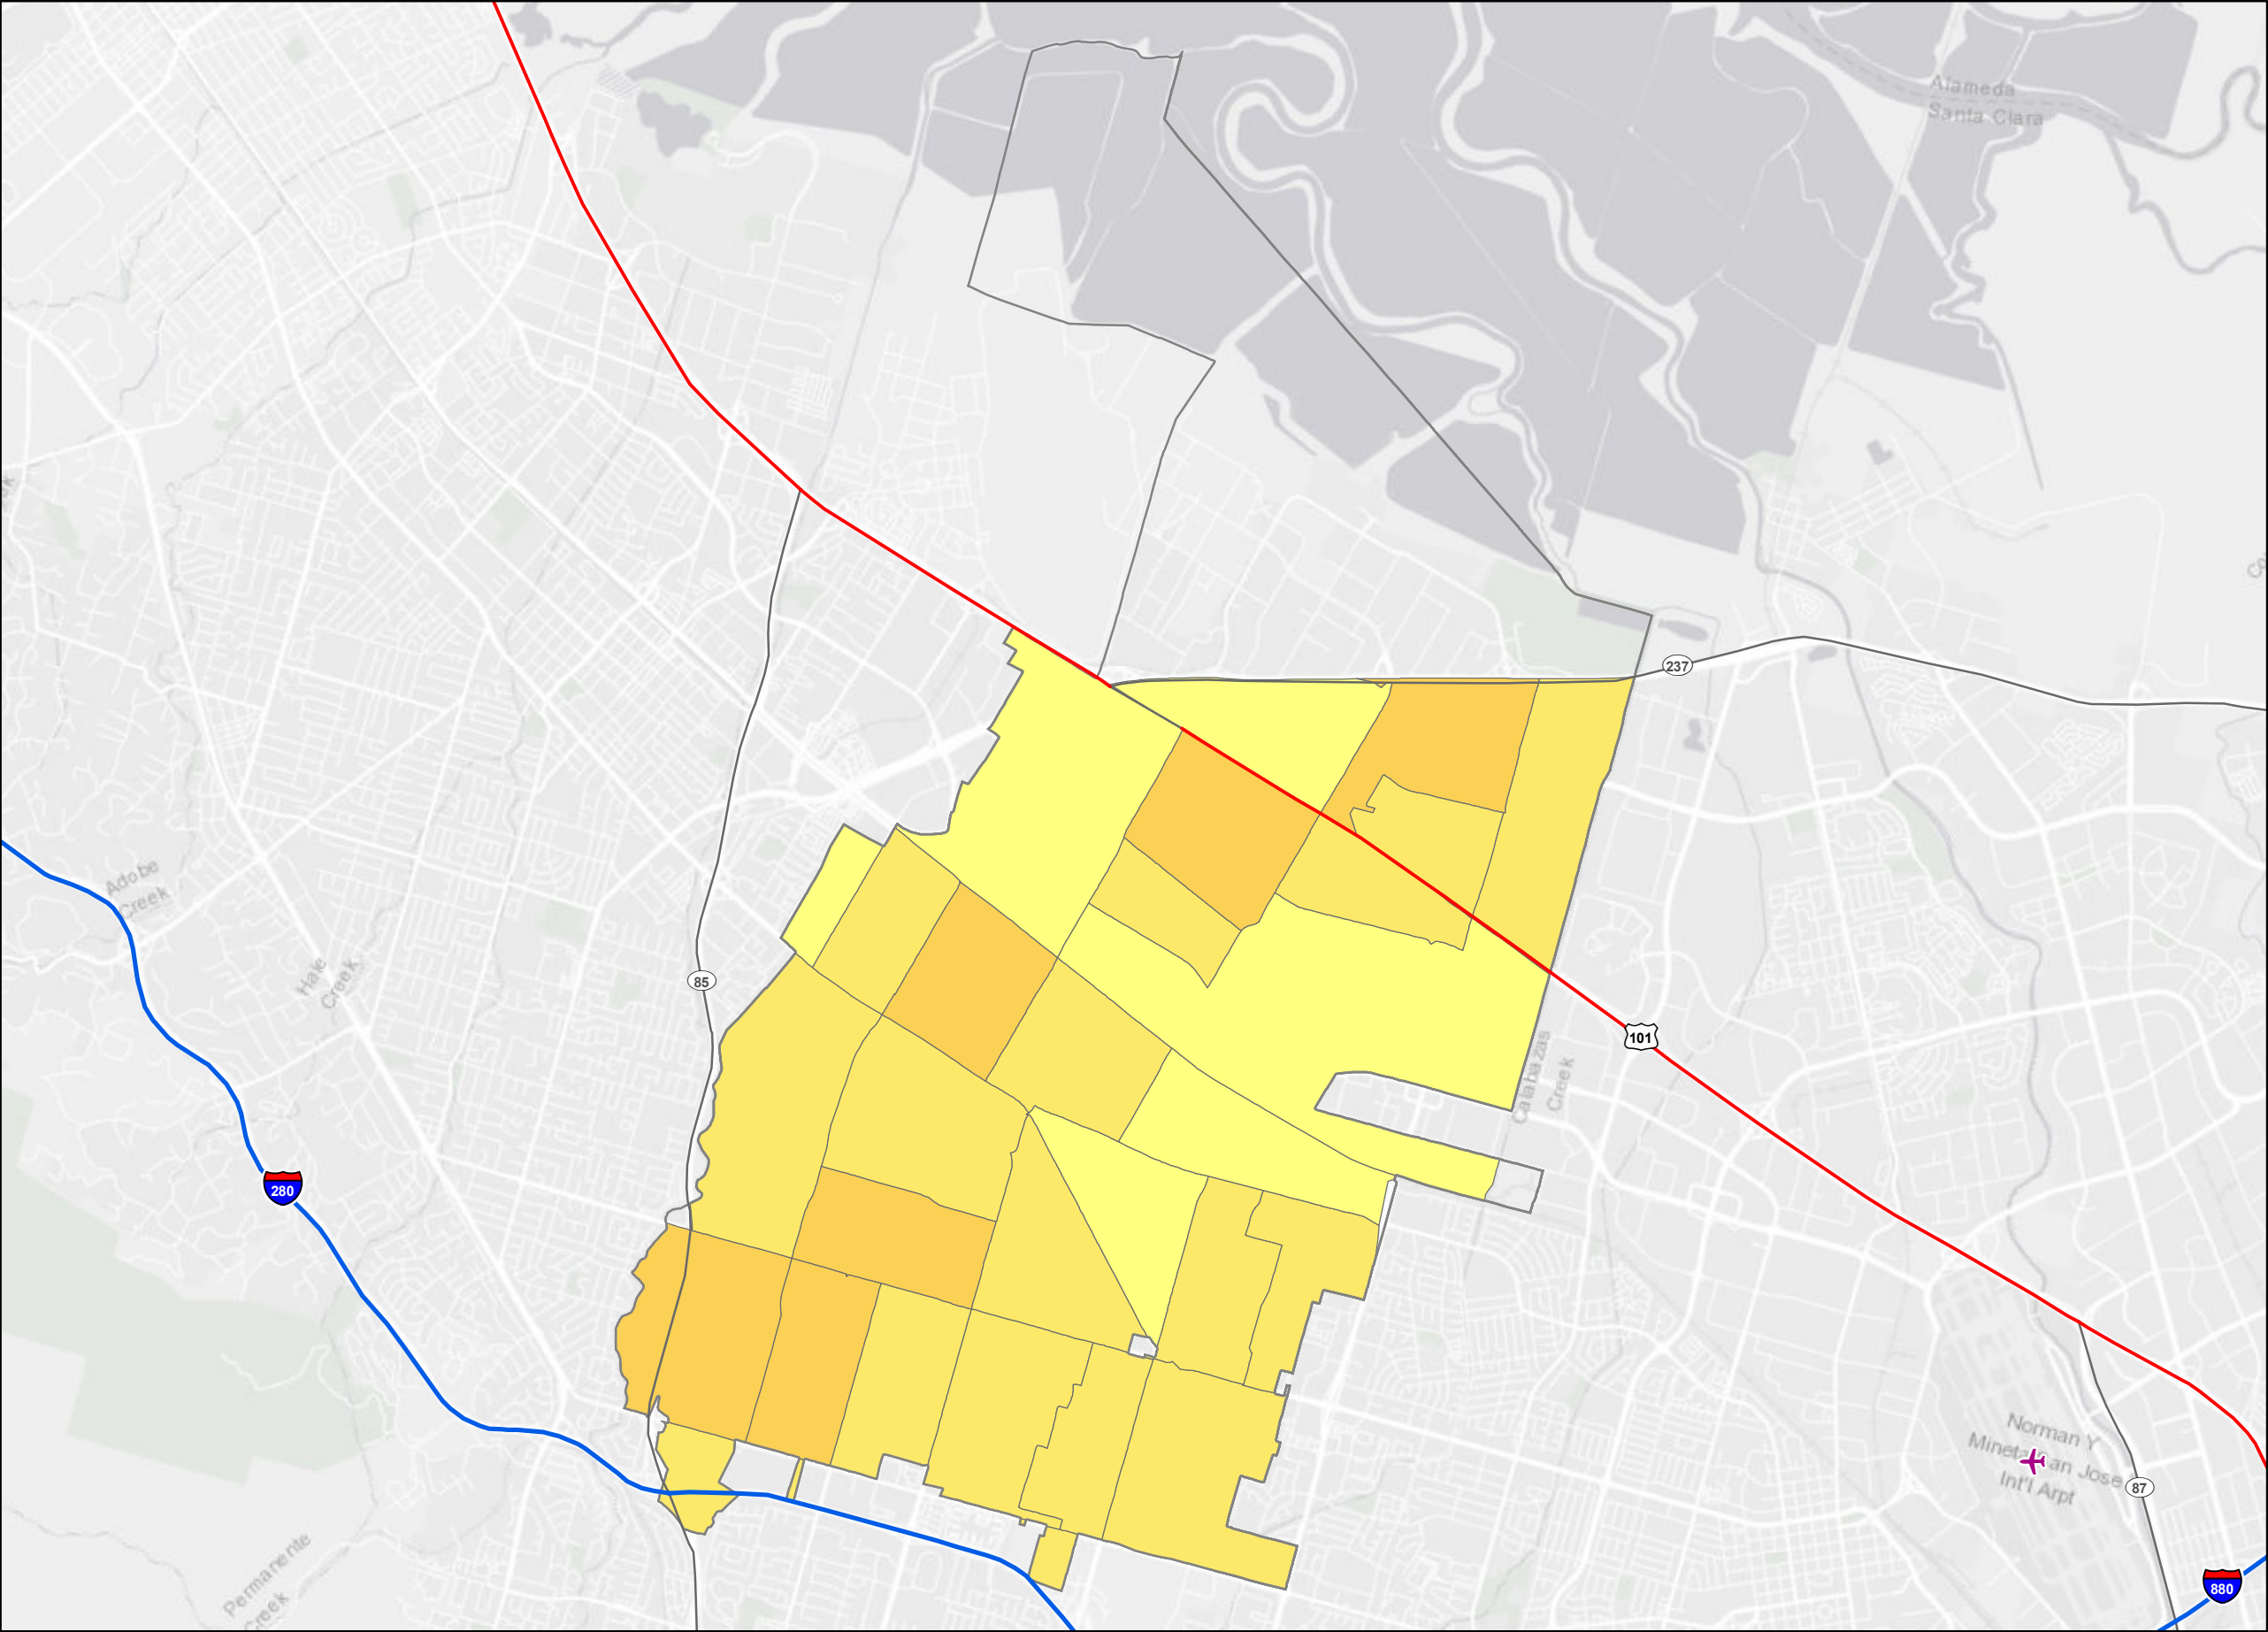 Alameda
Santa Clara
237
Adobe
Creek
Hale
Creek
85
101
Calabazas
Creek
280
Norman Y
Mineta San Jose
Int'l Arpt
87
Permanente
Creek
880